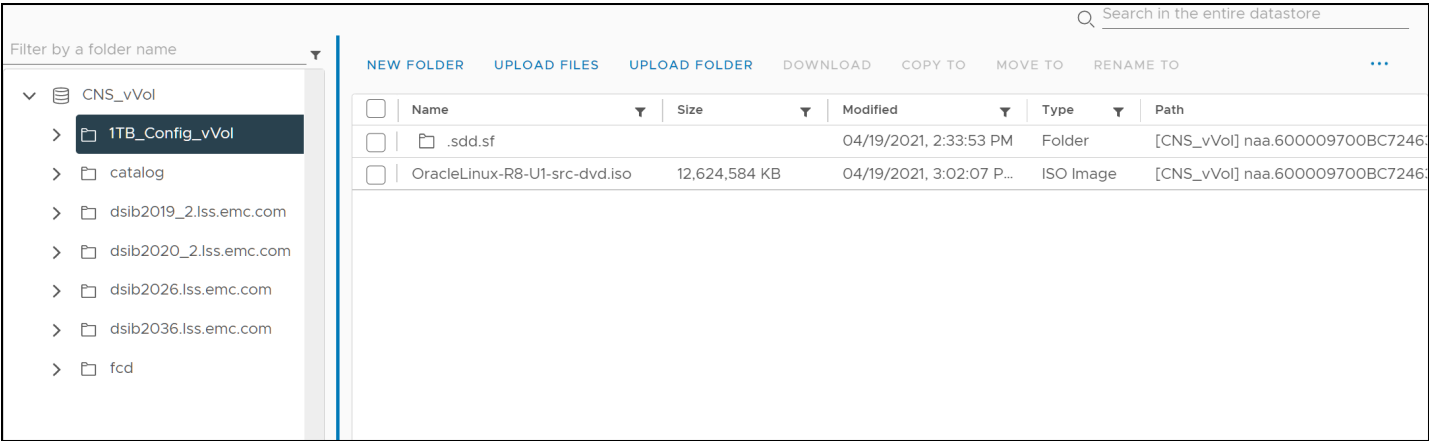 Search in the entire datastore
Filter by a folder name
NEW FOLDER UPLOAD FILES UPLOAD FOLDER DOWNLOAD COPY TO MOVE TO RENAME TO ...
CNS_vVol
1TB_Config_vVol
catalog
dsib2019_2.lss.emc.com
dsib2020_2.lss.emc.com
dsib2026.lss.emc.com
dsib2036.lss.emc.com
fcd
Name Size Modified Type Path
.sdd.sf 04/19/2021, 2:33:53 PM Folder [CNS_vVol] naa.600009700BC72463
OracleLinux-R8-U1-src-dvd.iso 12,624,584 KB 04/19/2021, 3:02:07 P... ISO Image [CNS_vVol] naa.600009700BC72463